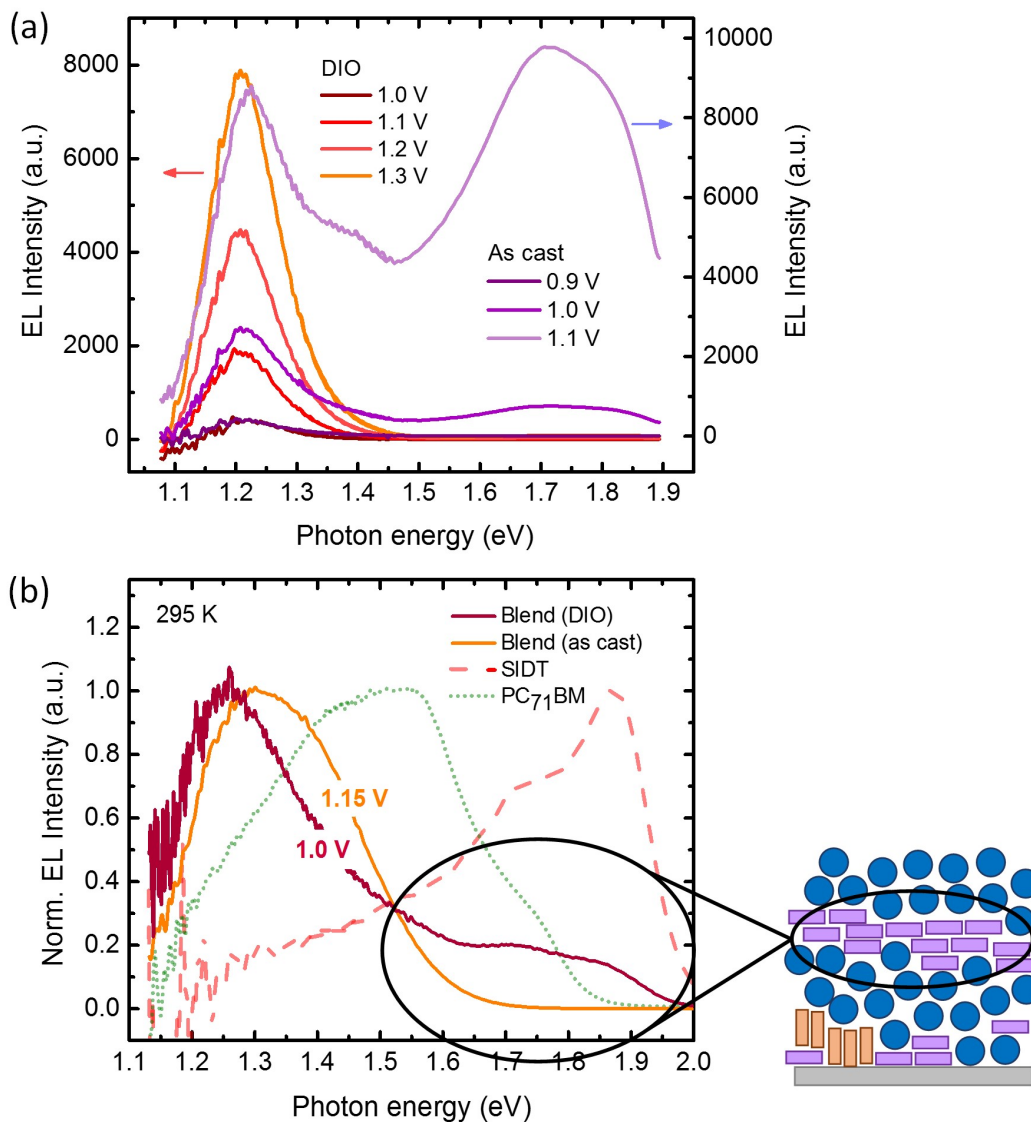 (a)
DIO
1.0 V
1.1 V
1.2 V
1.3 V
As cast
0.9 V
1.0 V
1.1 V
8000
6000
4000
2000
0
EL Intensity (a.u.)
10000
8000
6000
4000
2000
0
EL Intensity (a.u.)
1.1 1.2 1.3 1.4 1.5 1.6 1.7 1.8 1.9
Photon energy (eV)
(b)
295 K
Blend (DIO)
Blend (as cast)
SIDT
PC71BM
1.15 V
1.0 V
1.2
1.0
0.8
0.6
0.4
0.2
0.0
Norm. EL Intensity (a.u.)
1.1 1.2 1.3 1.4 1.5 1.6 1.7 1.8 1.9 2.0
Photon energy (eV)